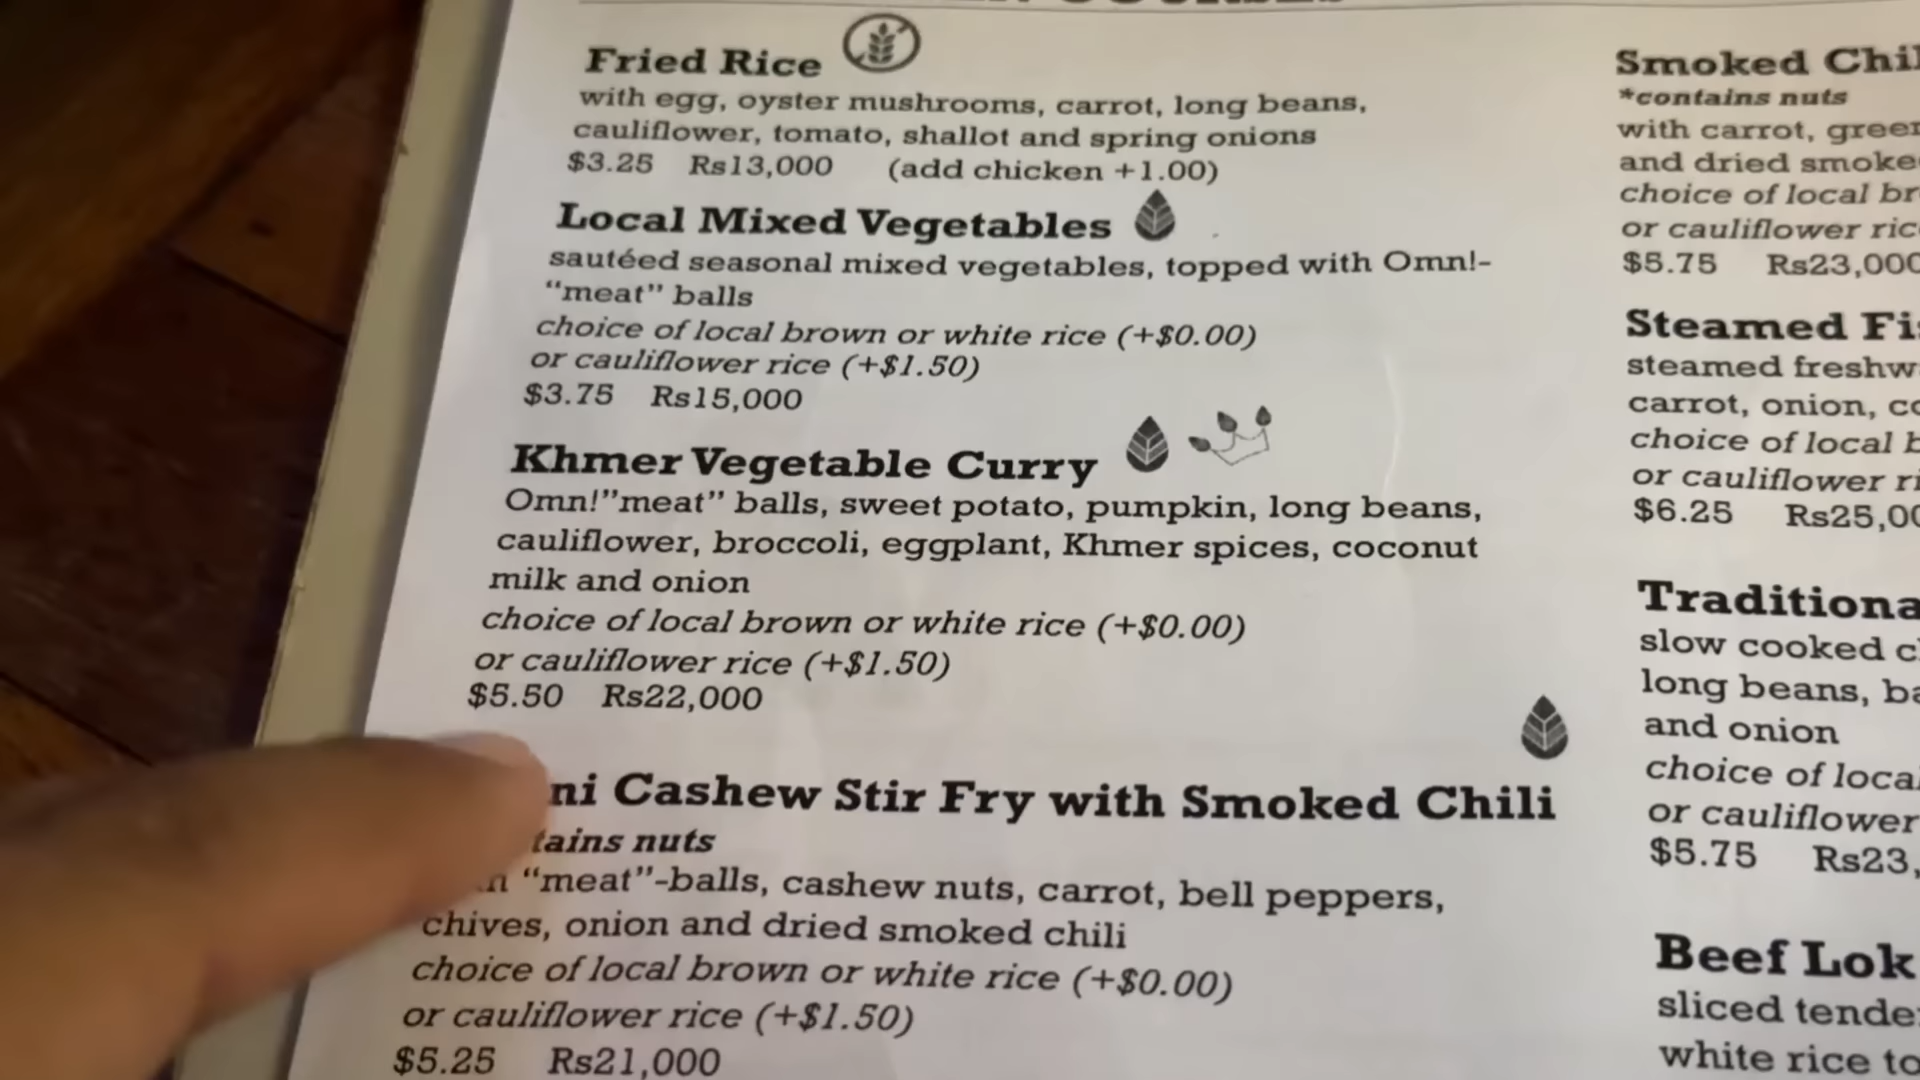 Fried Rice
with egg, oyster mushrooms, carrot, long beans,
cauliflower, tomato, shallot and spring onions
$3.25 Rs13,000 (add chicken +1.00)
Local Mixed Vegetables
sautéed seasonal mixed vegetables, topped with Omn!-
“meat” balls
choice of local brown or white rice (+$0.00)
or cauliflower rice (+$1.50)
$3.75 Rs15,000
Khmer Vegetable Curry
Omn!”meat” balls, sweet potato, pumpkin, long beans,
cauliflower, broccoli, eggplant, Khmer spices, coconut
milk and onion
choice of local brown or white rice (+$0.00)
or cauliflower rice (+$1.50)
$5.50 Rs22,000
Cashew Stir Fry with Smoked Chili
nuts
“meat”-balls, cashew nuts, carrot, bell peppers,
chives, onion and dried smoked chili
choice of local brown or white rice (+$0.00)
or cauliflower rice (+$1.50)
$5.25 Rs21,000
Smoked
*contains nuts
with carrot,
and dried
choice of local
or cauliflower
$5.75 Rs23,000
Steamed
steamed
carrot, onion,
choice of local
or cauliflower
$6.25
slow cooked
long beans,
and onion
choice of
or cauliflower
$5.75
Beef Lok
sliced
white rice